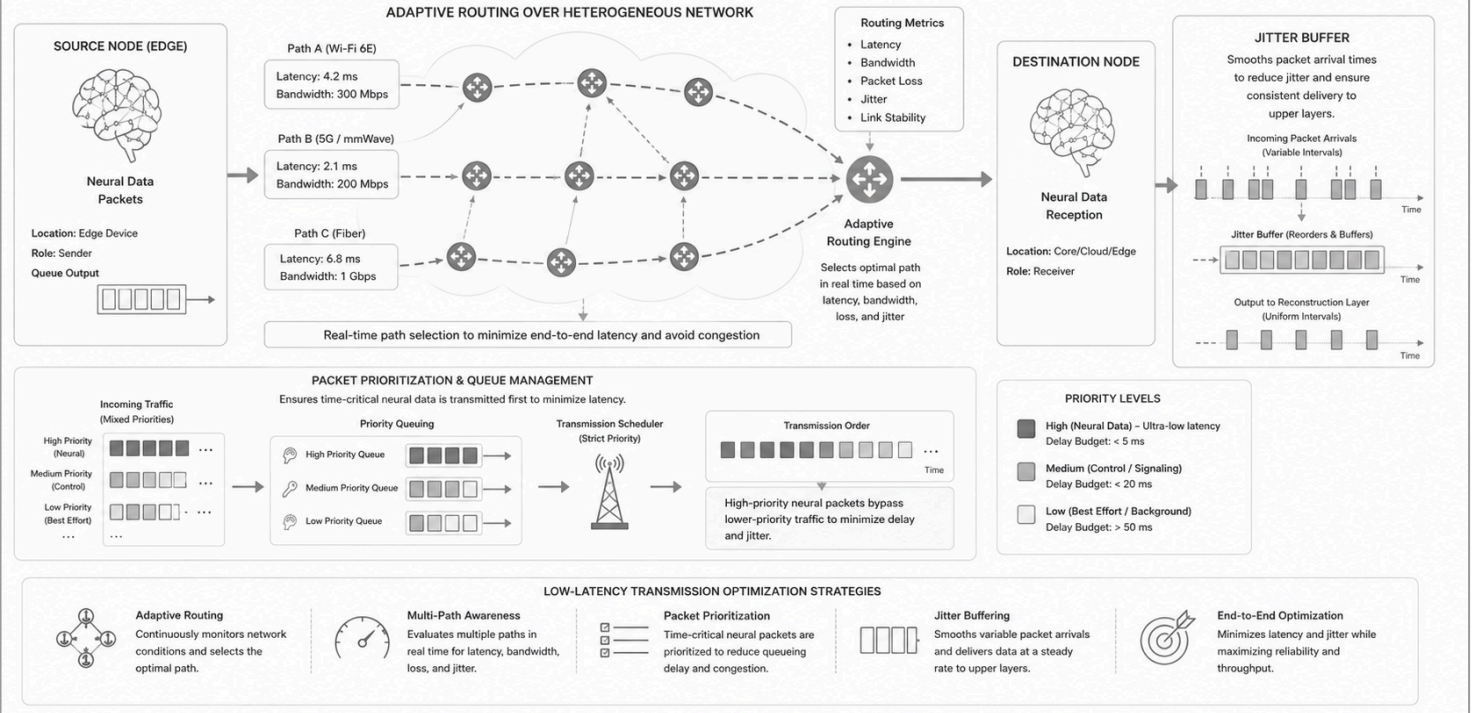 ADAPTIVE ROUTING OVER HETEROGENEOUS NETWORK
SOURCE NODE (EDGE)
Neural Data
Packets
Location: Edge Device
Role: Sender
Queue Output
Path A (Wi-Fi 6E)
Latency: 4.2 ms
Bandwidth: 300 Mbps
Path B (5G / mmWave)
Latency: 2.1 ms
Bandwidth: 200 Mbps
Path C (Fiber)
Latency: 6.8 ms
Bandwidth: 1 Gbps
Real-time path selection to minimize end-to-end latency and avoid congestion
Routing Metrics
• Latency
• Bandwidth
• Packet Loss
• Jitter
• Link Stability
Adaptive
Routing Engine
Selects optimal path
in real time based on
latency, bandwidth,
loss, and jitter
DESTINATION NODE
Neural Data
Reception
Location: Core/Cloud/Edge
Role: Receiver
JITTER BUFFER
Smooths packet arrival times
to reduce jitter and ensure
consistent delivery to
upper layers.
Incoming Packet Arrivals
(Variable Intervals)
Time
Jitter Buffer (Reorders & Buffers)
Time
Output to Reconstruction Layer
(Uniform Intervals)
Time
PACKET PRIORITIZATION & QUEUE MANAGEMENT
Ensures time-critical neural data is transmitted first to minimize latency.
Incoming Traffic
(Mixed Priorities)
High Priority
(Neural)
...
Medium Priority
(Control)
...
Low Priority
(Best Effort)
...
...
...
Priority Queuing
High Priority Queue
Medium Priority Queue
Low Priority Queue
Transmission Scheduler
(Strict Priority)
Transmission Order
...
Time
High-priority neural packets bypass
lower-priority traffic to minimize delay
and jitter.
PRIORITY LEVELS
High (Neural Data) – Ultra-low latency
Delay Budget: < 5 ms
Medium (Control / Signaling)
Delay Budget: < 20 ms
Low (Best Effort / Background)
Delay Budget: > 50 ms
LOW-LATENCY TRANSMISSION OPTIMIZATION STRATEGIES
Adaptive Routing
Continuously monitors network
conditions and selects the
optimal path.
Multi-Path Awareness
Evaluates multiple paths in
real time for latency, bandwidth,
loss, and jitter.
Packet Prioritization
Time-critical neural packets are
prioritized to reduce queueing
delay and congestion.
Jitter Buffering
Smooths variable packet arrivals
and delivers data at a steady
rate to upper layers.
End-to-End Optimization
Minimizes latency and jitter while
maximizing reliability and
throughput.